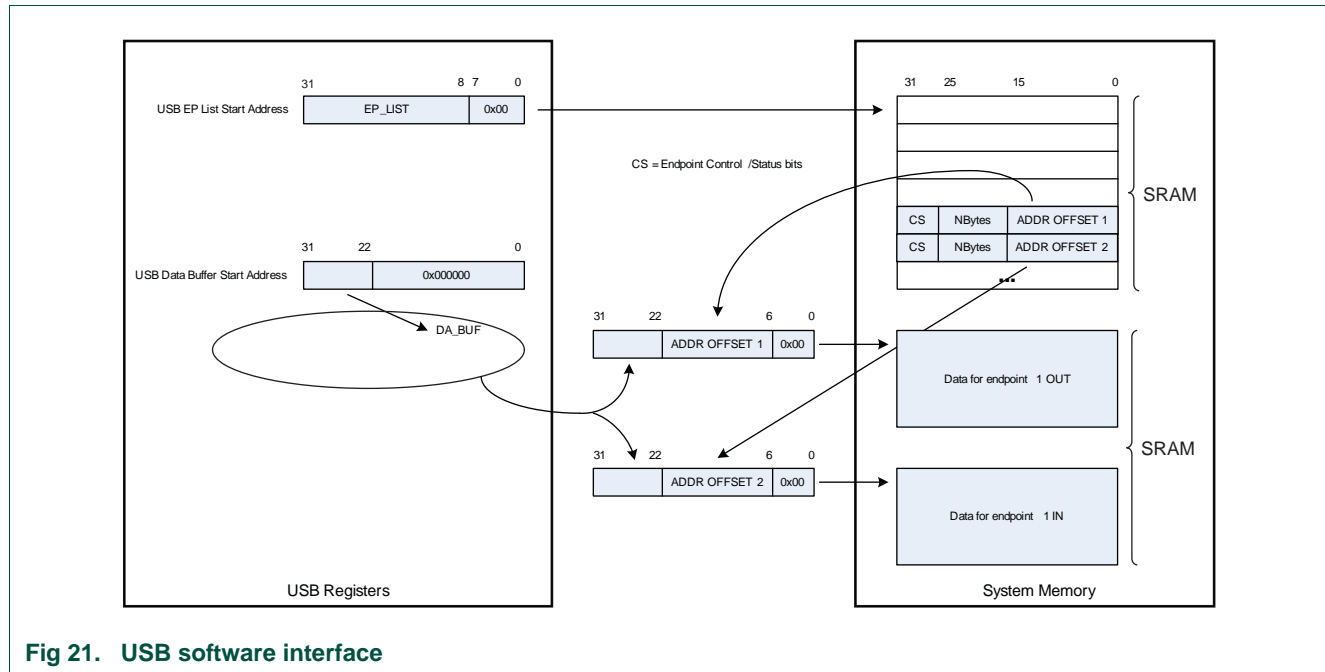 31 8 7 0
USB EP List Start Address EP_LIST 0x00
31 22 0
USB Data Buffer Start Address 0x000000
DA_BUF
USB Registers
CS = Endpoint Control /Status bits
31 22 6 0
ADDR OFFSET 1 0x00
31 22 6 0
ADDR OFFSET 2 0x00
31 25 15 0
CS NBytes ADDR OFFSET 1
CS NBytes ADDR OFFSET 2
...
SRAM
Data for endpoint 1 OUT
SRAM
Data for endpoint 1 IN
System Memory
Fig 21. USB software interface